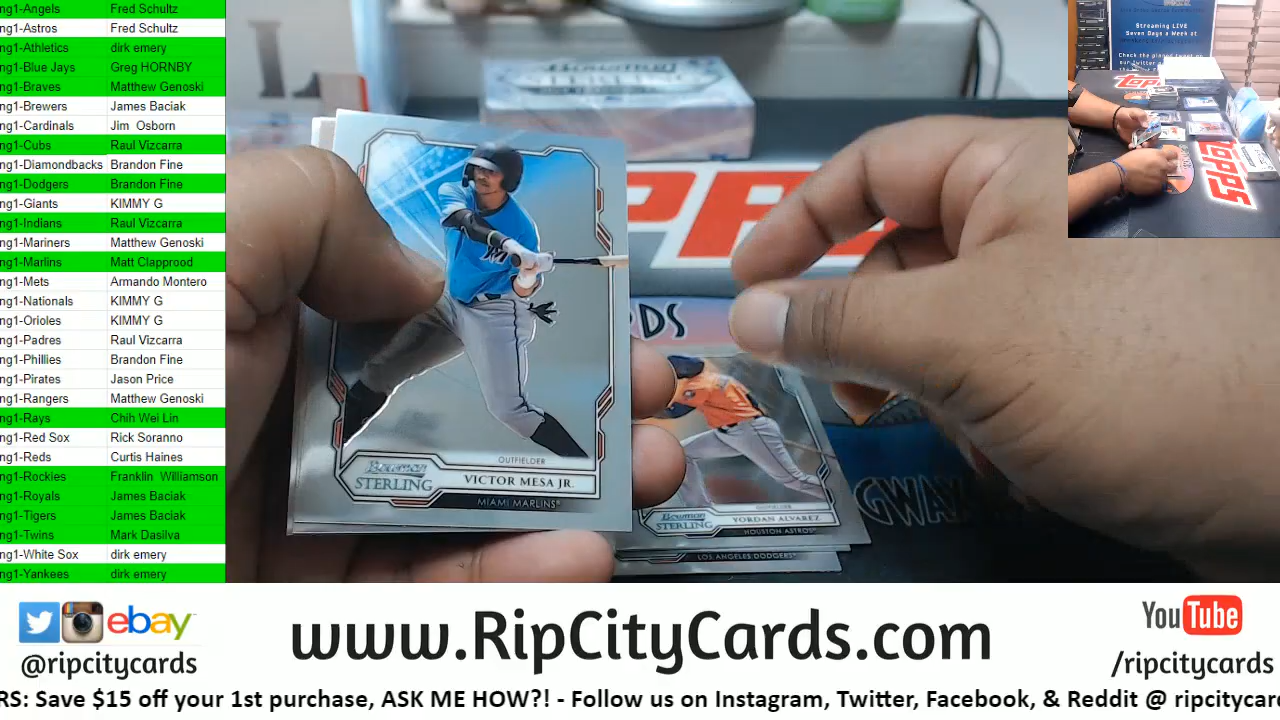 ng1-Angels Fred Schultz
ng1-Astros Fred Schultz
ng1-Athletics dirk emery
ng1-Blue Jays Greg HORNBY
ng1-Braves Matthew Genoski
ng1-Brewers James Baciak
ng1-Cardinals Jim Osborn
ng1-Cubs Raul Vizcarra
ng1-Diamondbacks Brandon Fine
ng1-Dodgers Brandon Fine
ng1-Giants KIMMY G
ng1-Indians Raul Vizcarra
ng1-Mariners Matthew Genoski
ng1-Marlins Matt Clapprood
ng1-Mets Armando Montero
ng1-Nationals KIMMY G
ng1-Orioles KIMMY G
ng1-Padres Raul Vizcarra
ng1-Phillies Brandon Fine
ng1-Pirates Jason Price
ng1-Rangers Matthew Genoski
ng1-Rays Chih Wei Lin
ng1-Red Sox Rick Soranno
ng1-Reds Curtis Haines
ng1-Rockies Franklin Williamson
ng1-Royals James Baciak
ng1-Tigers James Baciak
ng1-Twins Mark Dasilva
ng1-White Sox dirk emery
ng1-Yankees dirk emery
OUTFIELDER
Bowman
STERLING
VICTOR MESA JR.
MIAMI MARLINS
Bowman
STERLING
YORDAN ALVAREZ
HOUSTON ASTROS
LOS ANGELES DODGERS
RDS
GWAY
Streaming LIVE
Seven Days a Week at
Topps
TOPPS
ebay
@ripcitycards
www.RipCityCards.com
YouTube
/ripcitycards
RS: Save $15 off your 1st purchase, ASK ME HOW?! - Follow us on Instagram, Twitter, Facebook, & Reddit @ ripcitycar